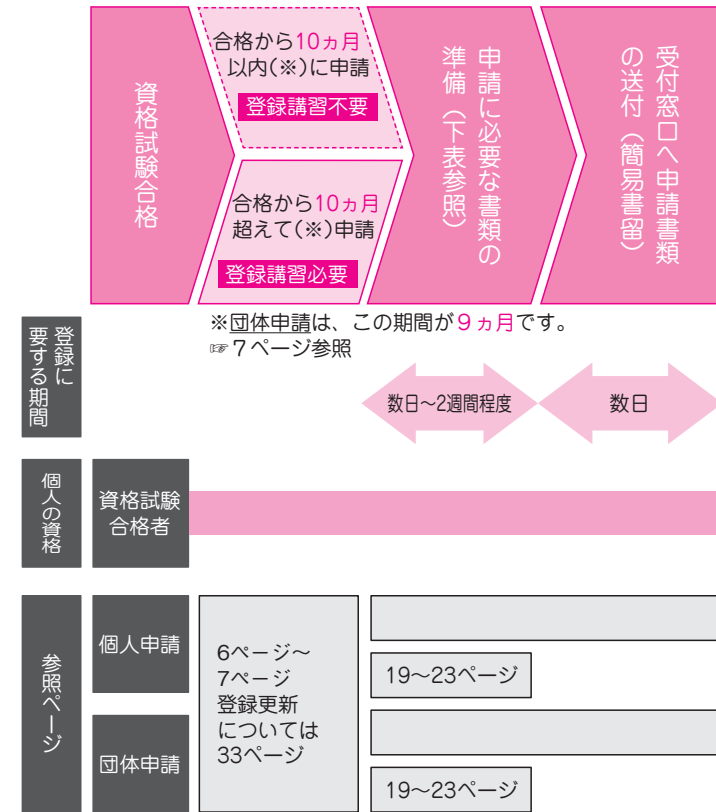 資格試験合格
合格から10ヵ月
以内(※)に申請
登録講習不要
合格から10ヵ月
超えて(※)申請
登録講習必要
申請に必要な書類の
準備（下表参照）
受付窓口へ申請書類
の送付（簡易書留）
※団体申請は、この期間が９ヵ月です。
☞７ページ参照
登録に
要する期間
数日～2週間程度
数日
個人の資格
資格試験
合格者
参照ページ
個人申請
団体申請
6ページ～
7ページ
登録更新
については
33ページ
19～23ページ
19～23ページ